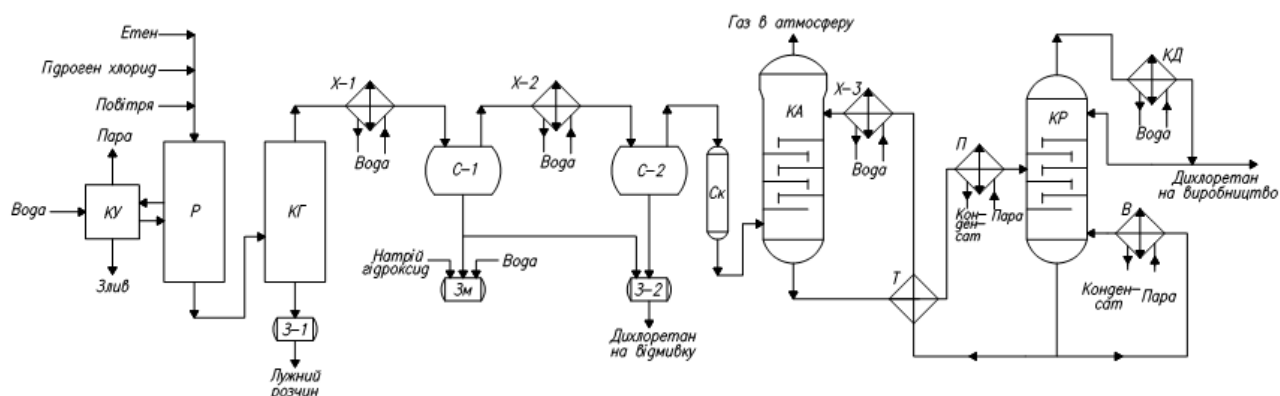 Етен
Гідроген хлорид
Повітря
Пара
Вода
КУ
Р
Злив
КГ
З-1
Лужний
розчин
Х-1
Вода
С-1
Натрій
гідроксид
Вода
Зм
Х-2
Вода
С-2
З-2
Дихлоретан
на відмивку
Ск
Газ в атмосферу
КА
Х-3
Вода
Т
П
Кон-
ден-
сат
Пара
КР
КД
Вода
Дихлоретан
на виробництво
В
Конден-
сат
Пара